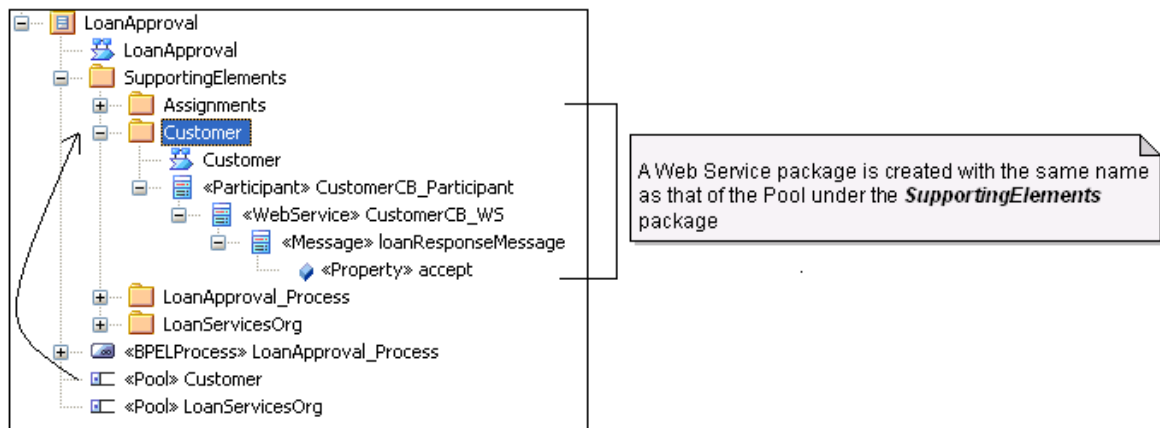 LoanApproval
LoanApproval
SupportingElements
Assignments
Customer
Customer
«Participant» CustomerCB_Participant
«WebService» CustomerCB_WS
«Message» loanResponseMessage
«Property» accept
LoanApproval_Process
LoanServicesOrg
«BPELProcess» LoanApproval_Process
«Pool» Customer
«Pool» LoanServicesOrg
A Web Service package is created with the same name
as that of the Pool under the SupportingElements
package